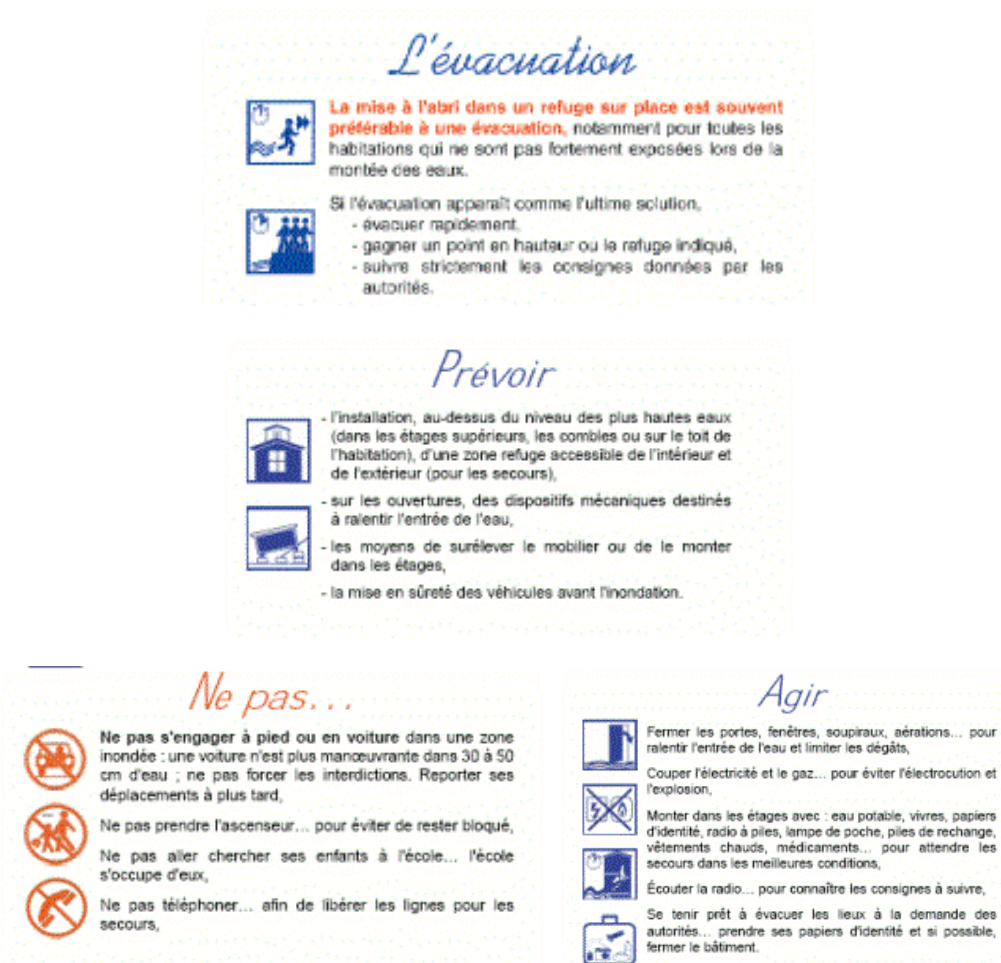 L'évacuation
La mise à l'abri dans un refuge sur place est souvent
préférable à une évacuation, notamment pour toutes les
habitations qui ne sont pas fortement exposées lors de la
montée des eaux.
Si l'évacuation apparaît comme l'ultime solution,
- évacuer rapidement,
- gagner un point en hauteur ou le refuge indiqué,
- suivre strictement les consignes données par les
autorités.
Prévoir
- l'installation, au-dessus du niveau des plus hautes eaux
(dans les étages supérieurs, les combles ou sur le toit de
l'habitation), d'une zone refuge accessible de l'intérieur et
de l'extérieur (pour les secours),
- sur les ouvertures, des dispositifs mécaniques destinés
à ralentir l'entrée de l'eau,
- les moyens de surélever le mobilier ou de le monter
dans les étages,
- la mise en sûreté des véhicules avant l'inondation.
Ne pas...
Ne pas s'engager à pied ou en voiture dans une zone
inondée : une voiture n'est plus manœuvrante dans 30 à 50
cm d'eau ; ne pas forcer les interdictions. Reporter ses
déplacements à plus tard,
Ne pas prendre l'ascenseur... pour éviter de rester bloqué,
Ne pas aller chercher ses enfants à l'école... l'école
s'occupe d'eux,
Ne pas téléphoner... afin de libérer les lignes pour les
secours,
Agir
Fermer les portes, fenêtres, soupiraux, aérations... pour
ralentir l'entrée de l'eau et limiter les dégâts,
Couper l'électricité et le gaz... pour éviter l'électrocution et
l'explosion,
Monter dans les étages avec : eau potable, vivres, papiers
d'identité, radio à piles, lampe de poche, piles de rechange,
vêtements chauds, médicaments... pour attendre les
secours dans les meilleures conditions,
Écouter la radio... pour connaître les consignes à suivre,
Se tenir prêt à évacuer les lieux à la demande des
autorités... prendre ses papiers d'identité et si possible,
fermer le bâtiment.